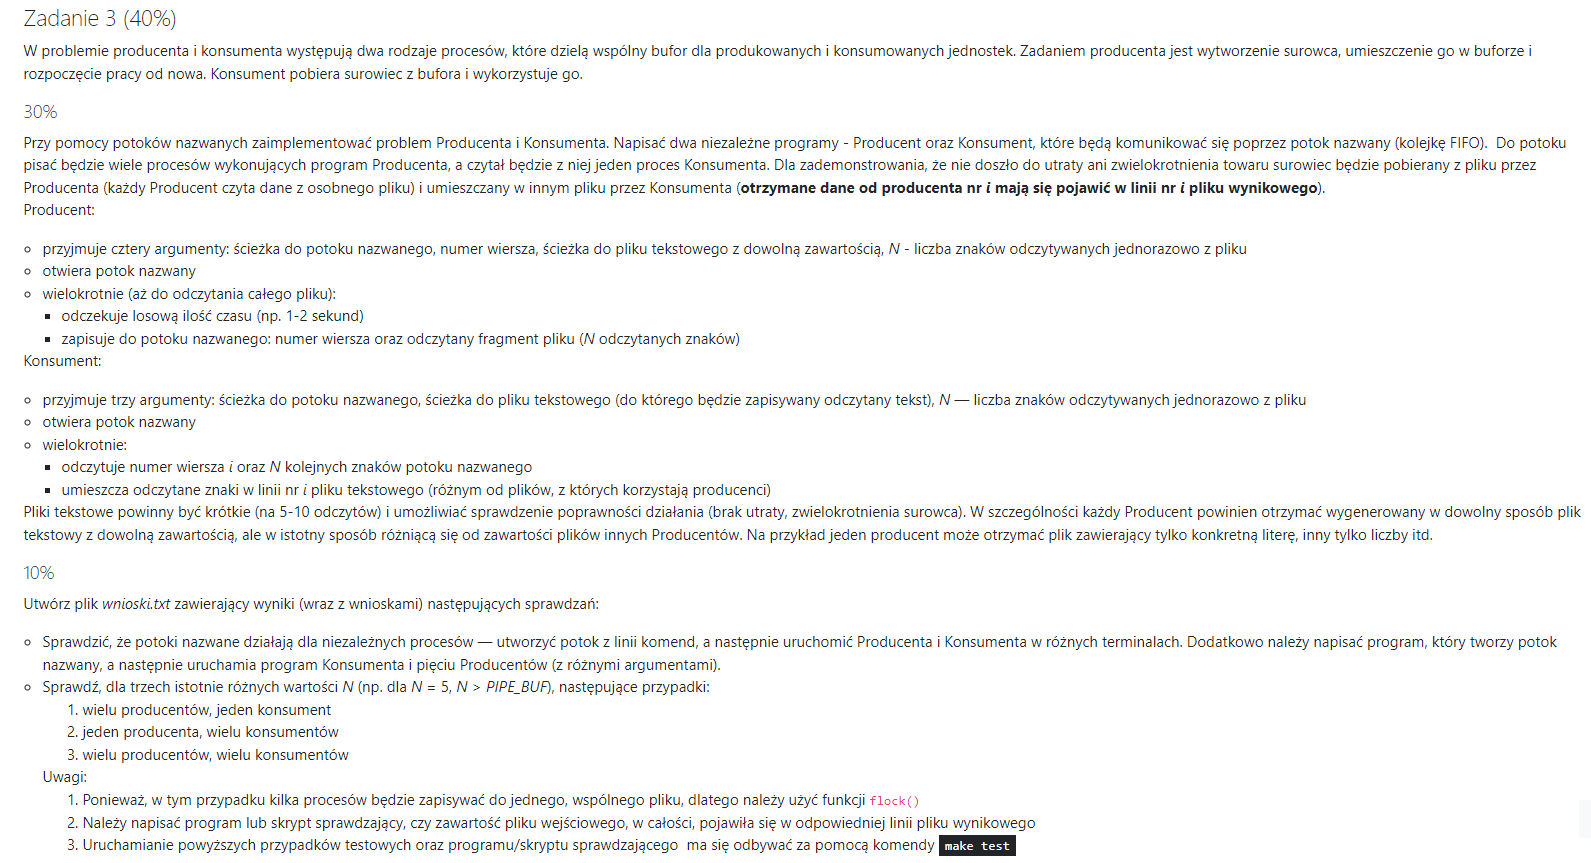 Zadanie 3 (40%)
W problemie producenta i konsumenta występują dwa rodzaje procesów, które dzielą wspólny bufor dla produkowanych i konsumowanych jednostek. Zadaniem producenta jest wytworzenie surowca, umieszczenie go w buforze i
rozpoczęcie pracy od nowa. Konsument pobiera surowiec z bufora i wykorzystuje go.
30%
Przy pomocy potoków nazwanych zaimplementować problem Producenta i Konsumenta. Napisać dwa niezależne programy - Producent oraz Konsument, które będą komunikować się poprzez potok nazwany (kolejkę FIFO). Do potoku
pisać będzie wiele procesów wykonujących program Producenta, a czytał będzie z niej jeden proces Konsumenta. Dla zademonstrowania, że nie doszło do utraty ani zwielokrotnienia towaru surowiec będzie pobierany z pliku przez
Producenta (każdy Producent czyta dane z osobnego pliku) i umieszczany w innym pliku przez Konsumenta (otrzymane dane od producenta nr i mają się pojawić w linii nr i pliku wynikowego).
Producent:
○ przyjmuje cztery argumenty: ścieżka do potoku nazwanego, numer wiersza, ścieżka do pliku tekstowego z dowolną zawartością, N - liczba znaków odczytywanych jednorazowo z pliku
○ otwiera potok nazwany
○ wielokrotnie (aż do odczytania całego pliku):
▪ odczekuje losową ilość czasu (np. 1-2 sekund)
▪ zapisuje do potoku nazwanego: numer wiersza oraz odczytany fragment pliku (N odczytanych znaków)
Konsument:
○ przyjmuje trzy argumenty: ścieżka do potoku nazwanego, ścieżka do pliku tekstowego (do którego będzie zapisywany odczytany tekst), N — liczba znaków odczytywanych jednorazowo z pliku
○ otwiera potok nazwany
○ wielokrotnie:
▪ odczytuje numer wiersza i oraz N kolejnych znaków potoku nazwanego
▪ umieszcza odczytane znaki w linii nr i pliku tekstowego (różnym od plików, z których korzystają producenci)
Pliki tekstowe powinny być krótkie (na 5-10 odczytów) i umożliwiać sprawdzenie poprawności działania (brak utraty, zwielokrotnienia surowca). W szczególności każdy Producent powinien otrzymać wygenerowany w dowolny sposób plik
tekstowy z dowolną zawartością, ale w istotny sposób różniącą się od zawartości plików innych Producentów. Na przykład jeden producent może otrzymać plik zawierający tylko konkretną literę, inny tylko liczby itd.
10%
Utwórz plik wnioski.txt zawierający wyniki (wraz z wnioskami) następujących sprawdzań:
○ Sprawdzić, że potoki nazwane działają dla niezależnych procesów — utworzyć potok z linii komend, a następnie uruchomić Producenta i Konsumenta w różnych terminalach. Dodatkowo należy napisać program, który tworzy potok
nazwany, a następnie uruchamia program Konsumenta i pięciu Producentów (z różnymi argumentami).
○ Sprawdź, dla trzech istotnie różnych wartości N (np. dla N = 5, N > PIPE_BUF), następujące przypadki:
1. wielu producentów, jeden konsument
2. jeden producenta, wielu konsumentów
3. wielu producentów, wielu konsumentów
Uwagi:
1. Ponieważ, w tym przypadku kilka procesów będzie zapisywać do jednego, wspólnego pliku, dlatego należy użyć funkcji flock()
2. Należy napisać program lub skrypt sprawdzający, czy zawartość pliku wejściowego, w całości, pojawiła się w odpowiedniej linii pliku wynikowego
3. Uruchamianie powyższych przypadków testowych oraz programu/skryptu sprawdzającego ma się odbywać za pomocą komendy make test